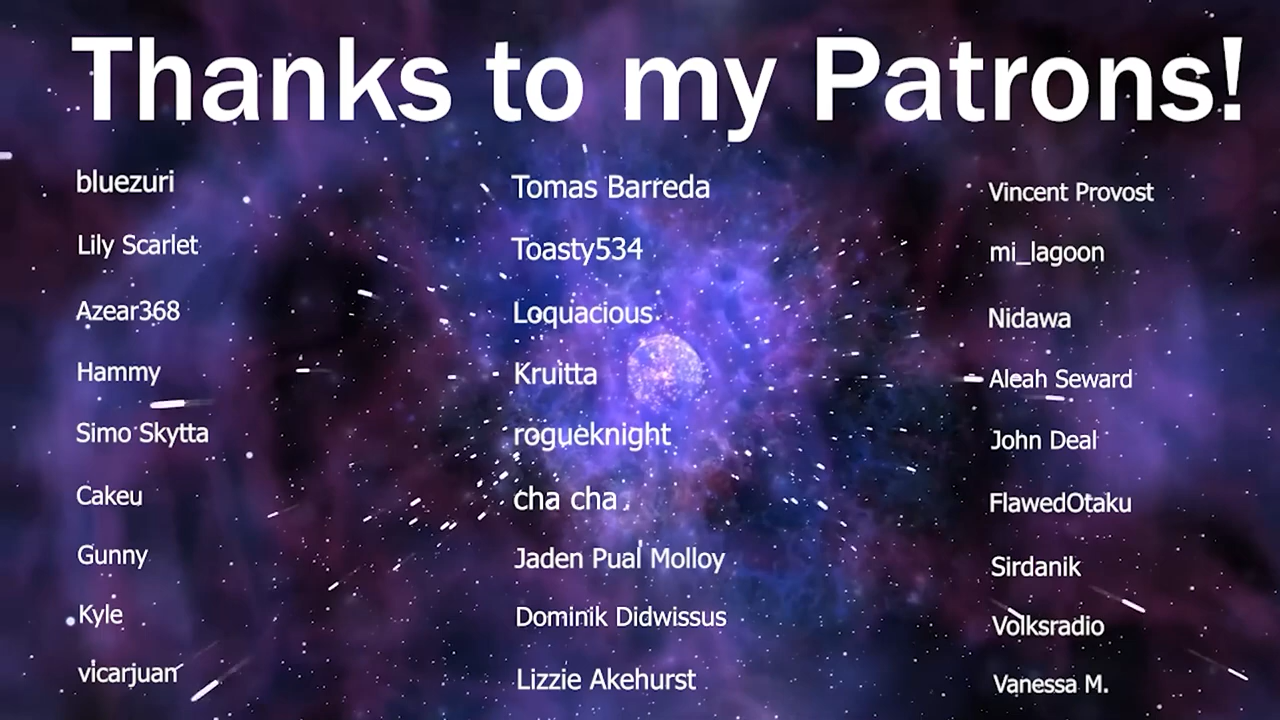 Thanks to my Patrons!
bluezuri
Lily Scarlet
Azear368
Hammy
Simo Skytta
Cakeu
Gunny
Kyle
vicarjuan
Tomas Barreda
Toasty534
Loquacious
Kruitta
rogueknight
cha cha
Jaden Pual Molloy
Dominik Didwissus
Lizzie Akehurst
Vincent Provost
mi_lagoon
Nidawa
Aleah Seward
John Deal
FlawedOtaku
Sirdanik
Volksradio
Vanessa M.